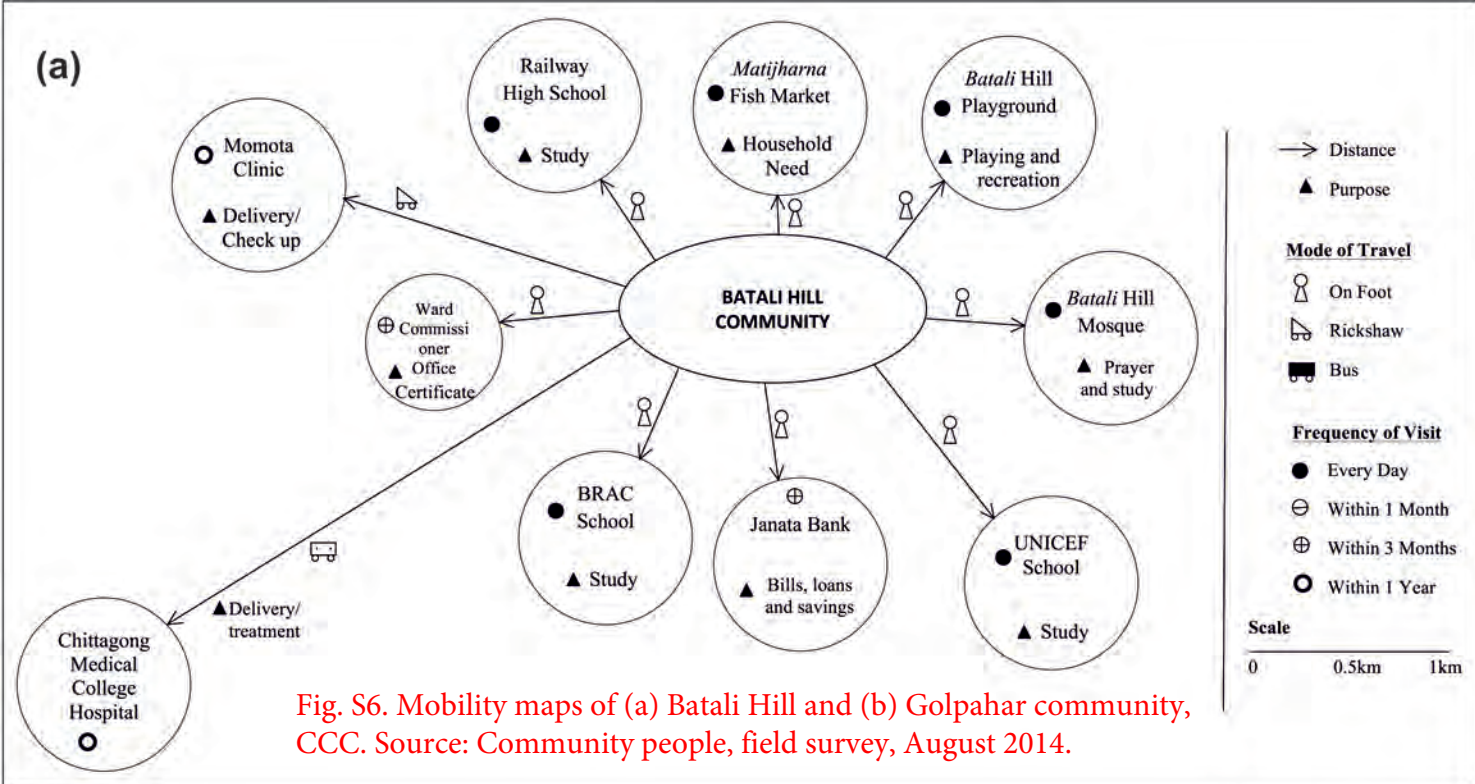 (a)
Railway
High School
Study
Matijharna
Fish Market
Household
Need
Batali Hill
Playground
Playing and
recreation
Momota
Clinic
Delivery/
Check up
BATALI HILL
COMMUNITY
Batali Hill
Mosque
Prayer
and study
Ward
Commissi
oner
Office
Certificate
BRAC
School
Study
Janata Bank
Bills, loans
and savings
UNICEF
School
Study
Delivery/
treatment
Chittagong
Medical
College
Hospital
Distance
Purpose
Mode of Travel
On Foot
Rickshaw
Bus
Frequency of Visit
Every Day
Within 1 Month
Within 3 Months
Within 1 Year
Scale
0 0.5km 1km
Fig. S6. Mobility maps of (a) Batali Hill and (b) Golpahar community,
CCC. Source: Community people, field survey, August 2014.